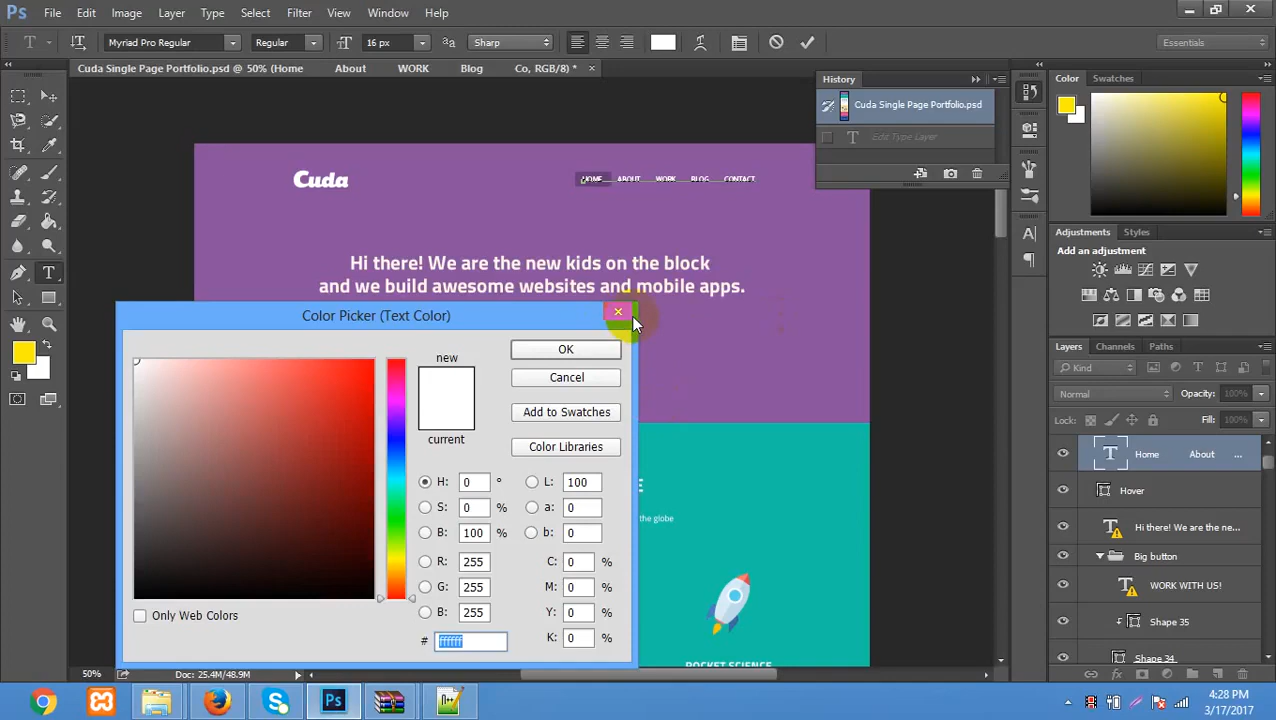 Ps File Edit Image Layer Type Select Filter View Window Help
T Myriad Pro Regular Regular 16 px aa Sharp Essentials
Cuda Single Page Portfolio.psd @ 50% (Home About WORK Blog Co, RGB/8) * ×
History
Cuda Single Page Portfolio.psd
Edit Type Layer
Color Swatches
Cuda
HOME ABOUT WORK BLOG CONTACT
Hi there! We are the new kids on the block
and we build awesome websites and mobile apps.
Adjustments Styles
Add an adjustment
Color Picker (Text Color)
new
current
OK
Cancel
Add to Swatches
Color Libraries
H: 0 °
S: 0 %
B: 100 %
R: 255
G: 255
B: 255
# ffffff
L: 100
a: 0
b: 0
C: 0 %
M: 0 %
Y: 0 %
K: 0 %
Only Web Colors
E
the globe
ROCKET SCIENCE
Layers Channels Paths
Kind
Normal Opacity: 100%
Lock: Fill: 100%
T Home About ...
Hover
T Hi there! We are the ne...
Big button
T WORK WITH US!
Shape 35
Shape 34
50% Doc: 25.4M/48.9M
Ps
4:28 PM
3/17/2017